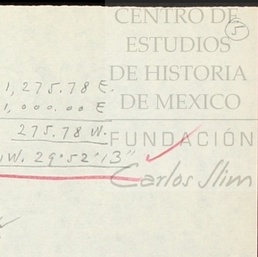 CENTRO DE
ESTUDIOS
DE HISTORIA
DE MEXICO
FUNDACIÓN
Carlos Slim
5
1,275.78 E.
1,000.00 E
275.78 W.
W. 29°52'13"